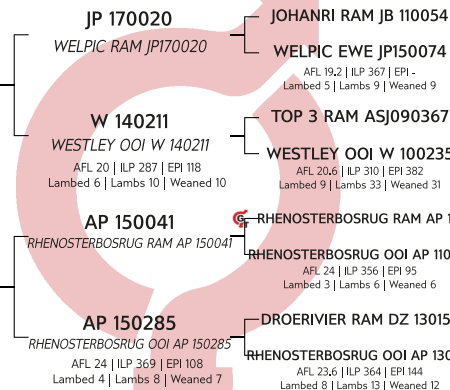 JP 170020
WELPIC RAM JP170020
W 140211
WESTLEY OOI W 140211
AFL 20 | ILP 287 | EPI 118
Lambed 6 | Lambs 10 | Weaned 10
AP 150041
RHENOSTERBOSRUG RAM AP 150041
AP 150285
RHENOSTERBOSRUG OOI AP 150285
AFL 24 | ILP 369 | EPI 108
Lambed 4 | Lambs 8 | Weaned 7
JOHANRI RAM JB 110054
WELPIC EWE JP150074
AFL 19.2 | ILP 367 | EPI -
Lambed 5 | Lambs 9 | Weaned 9
TOP 3 RAM ASJ090367
WESTLEY OOI W 100235
AFL 20.6 | ILP 310 | EPI 382
Lambed 9 | Lambs 33 | Weaned 31
RHENOSTERBOSRUG RAM AP 1
RHENOSTERBOSRUG OOI AP 110
AFL 24 | ILP 356 | EPI 95
Lambed 3 | Lambs 6 | Weaned 6
DROERIVIER RAM DZ 13015
RHENOSTERBOSRUG OOI AP 130
AFL 23.6 | ILP 364 | EPI 144
Lambed 8 | Lambs 13 | Weaned 12